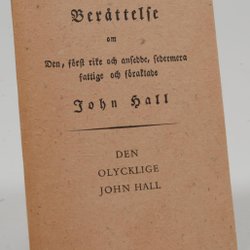 Berättelse
om
Den, först rike och ansedde, sedermera
fattige och föraktade
John Hall
DEN
OLYCKLIGE
JOHN HALL